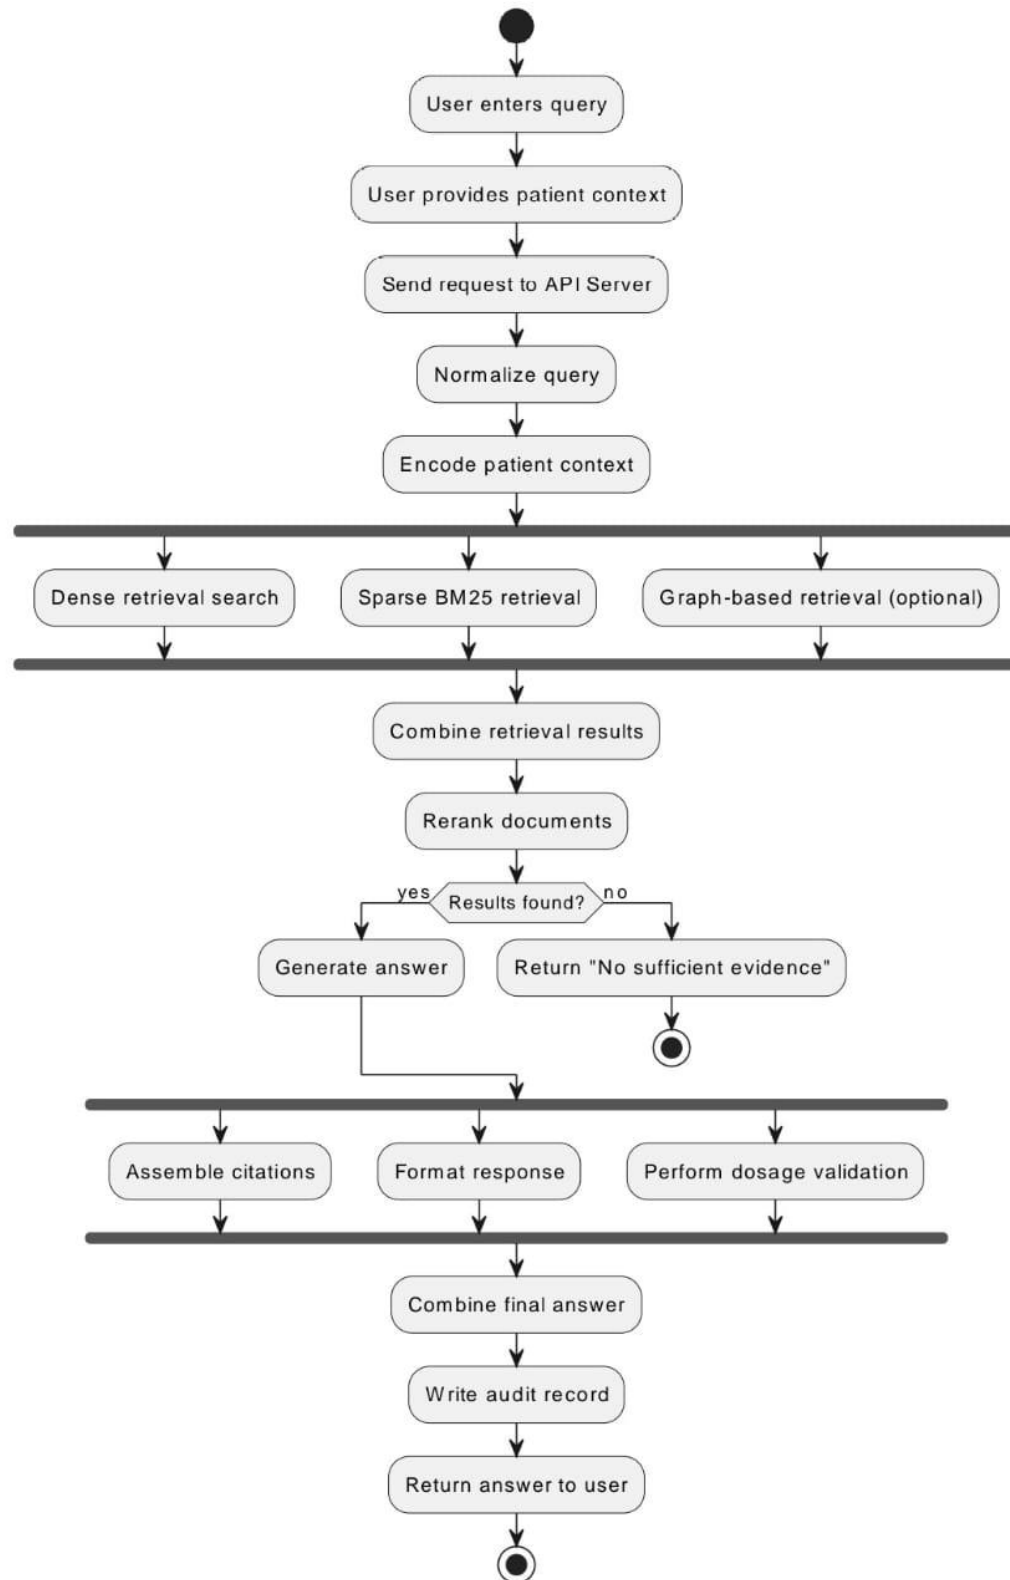 User enters query
User provides patient context
Send request to API Server
Normalize query
Encode patient context
Dense retrieval search
Sparse BM25 retrieval
Graph-based retrieval (optional)
Combine retrieval results
Rerank documents
yes
Results found?
no
Generate answer
Return "No sufficient evidence"
Assemble citations
Format response
Perform dosage validation
Combine final answer
Write audit record
Return answer to user